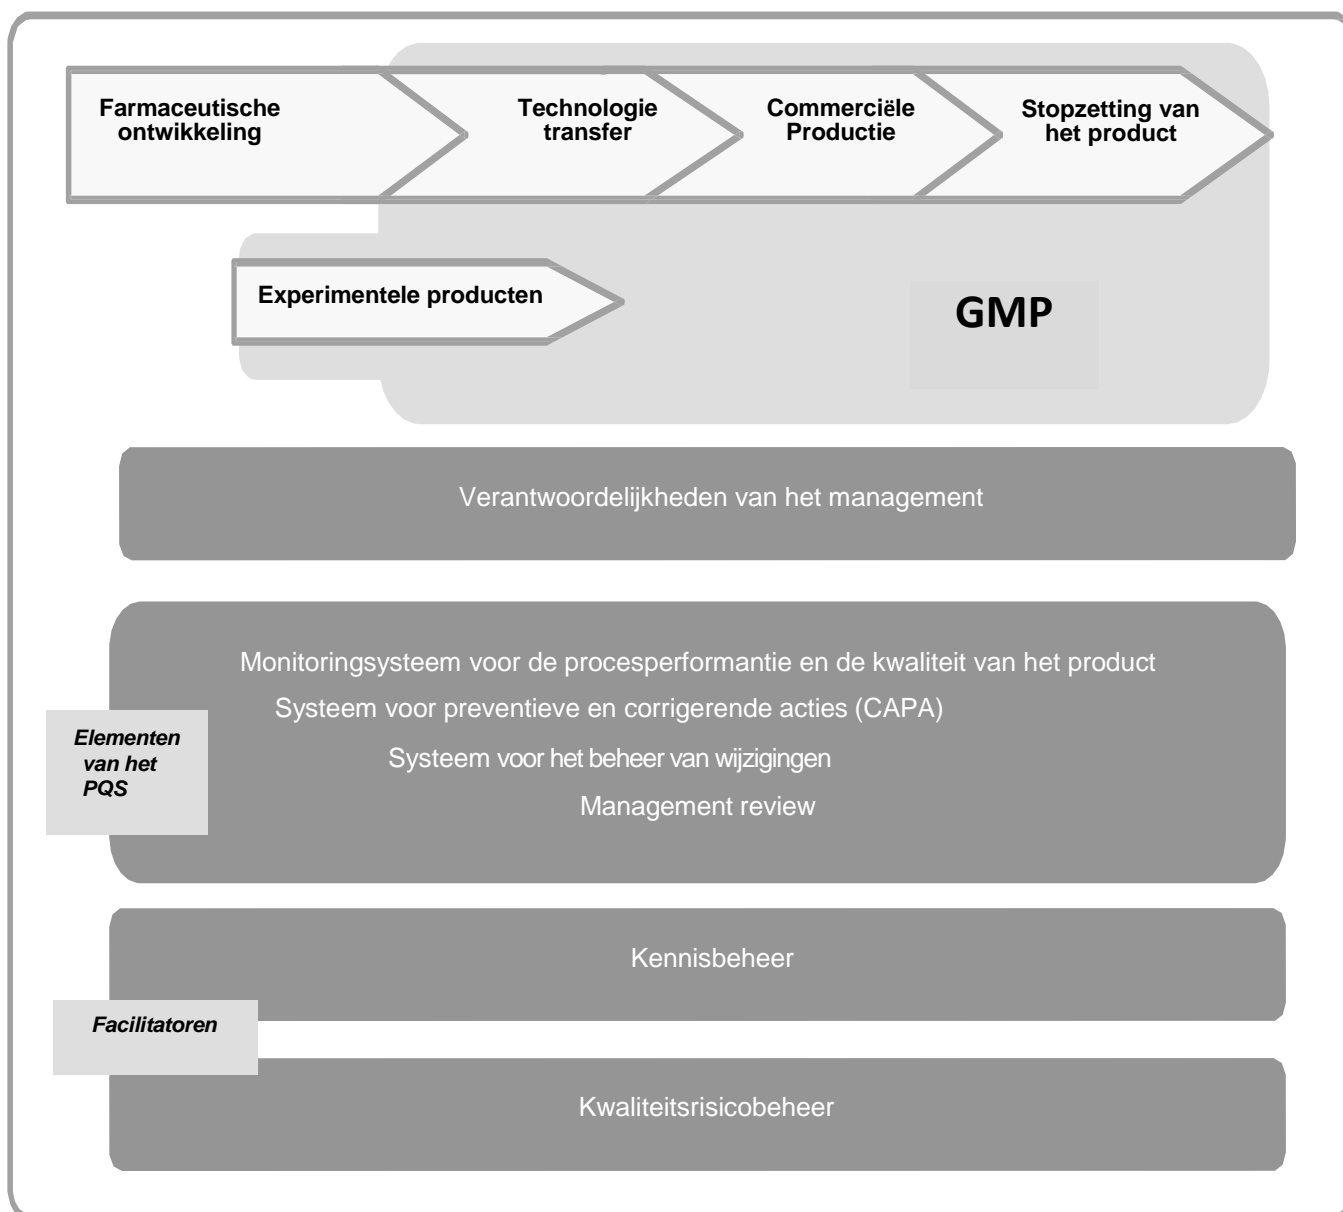 Farmaceutische
ontwikkeling
Technologie
transfer
Commerciële
Productie
Stopzetting van
het product
Experimentele producten
GMP
Verantwoordelijkheden van het management
Monitoringsysteem voor de procesperformantie en de kwaliteit van het product
Systeem voor preventieve en corrigerende acties (CAPA)
Systeem voor het beheer van wijzigingen
Management review
Elementen
van het
PQS
Kennisbeheer
Facilitatoren
Kwaliteitsrisicobeheer